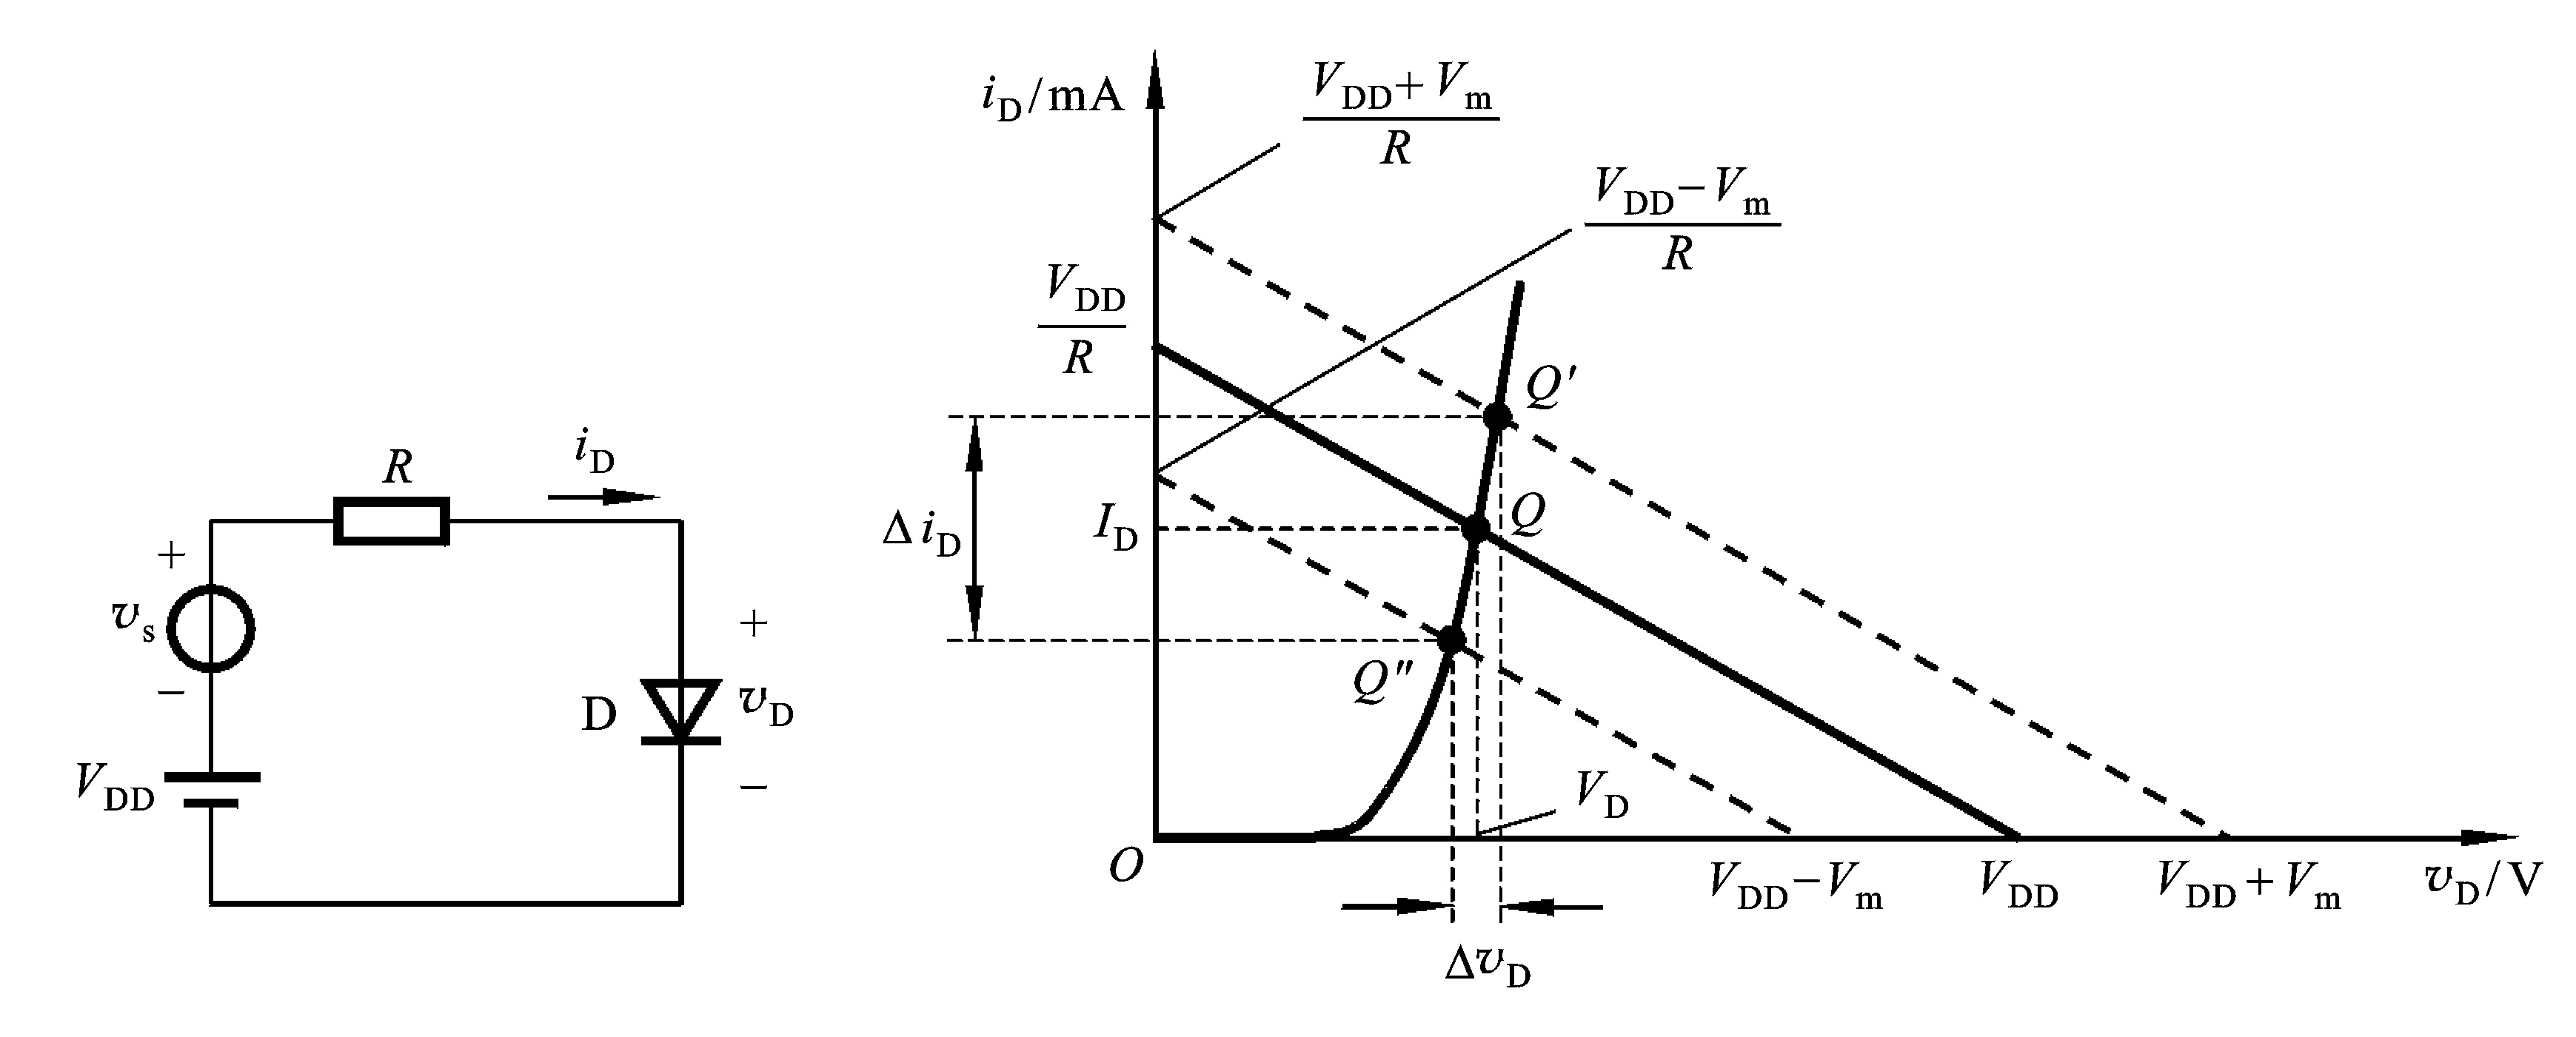 R
i_D
+
v_s
−
V_DD
D
+
v_D
−
i_D/mA
(V_DD+V_m)/R
(V_DD−V_m)/R
V_DD/R
Q′
Q
I_D
Δi_D
Q″
V_D
O
V_DD−V_m
V_DD
V_DD+V_m
v_D/V
Δv_D